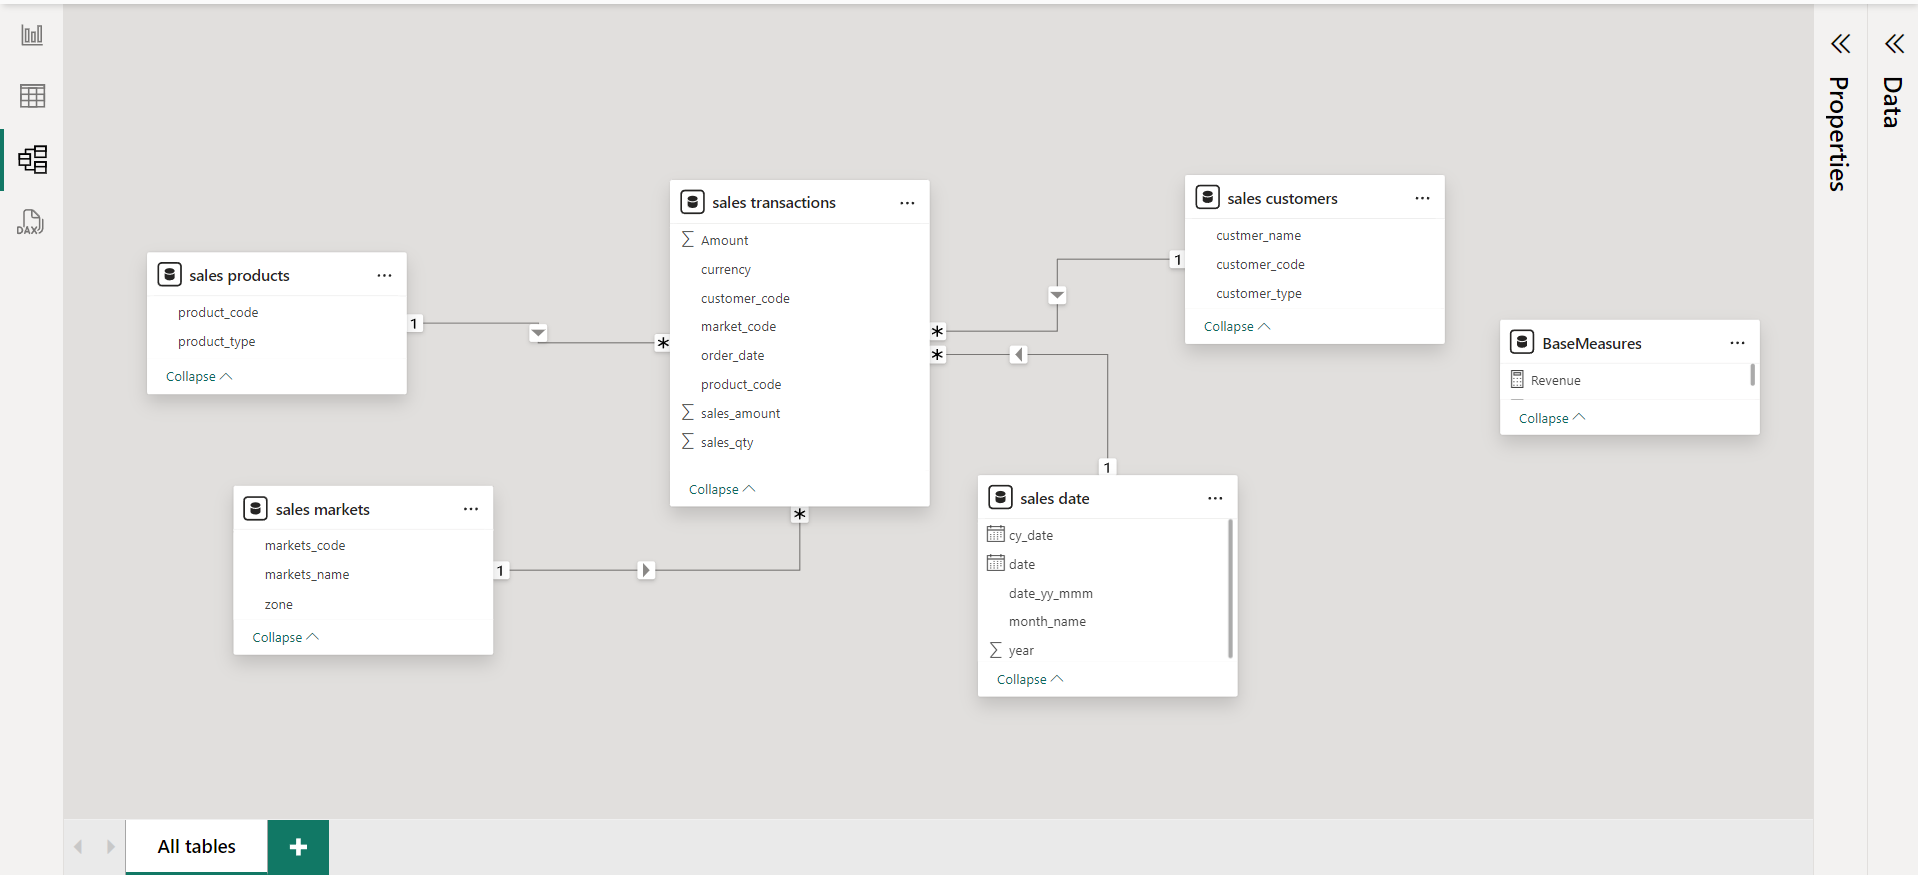 DAX
sales products
product_code
product_type
Collapse
1
*
sales markets
markets_code
markets_name
zone
Collapse
1
*
sales transactions
Σ Amount
currency
customer_code
market_code
order_date
product_code
Σ sales_amount
Σ sales_qty
Collapse
*
*
1
1
sales customers
custmer_name
customer_code
customer_type
Collapse
sales date
cy_date
date
date_yy_mmm
month_name
Σ year
Collapse
BaseMeasures
Revenue
Collapse
Properties
Data
All tables
+